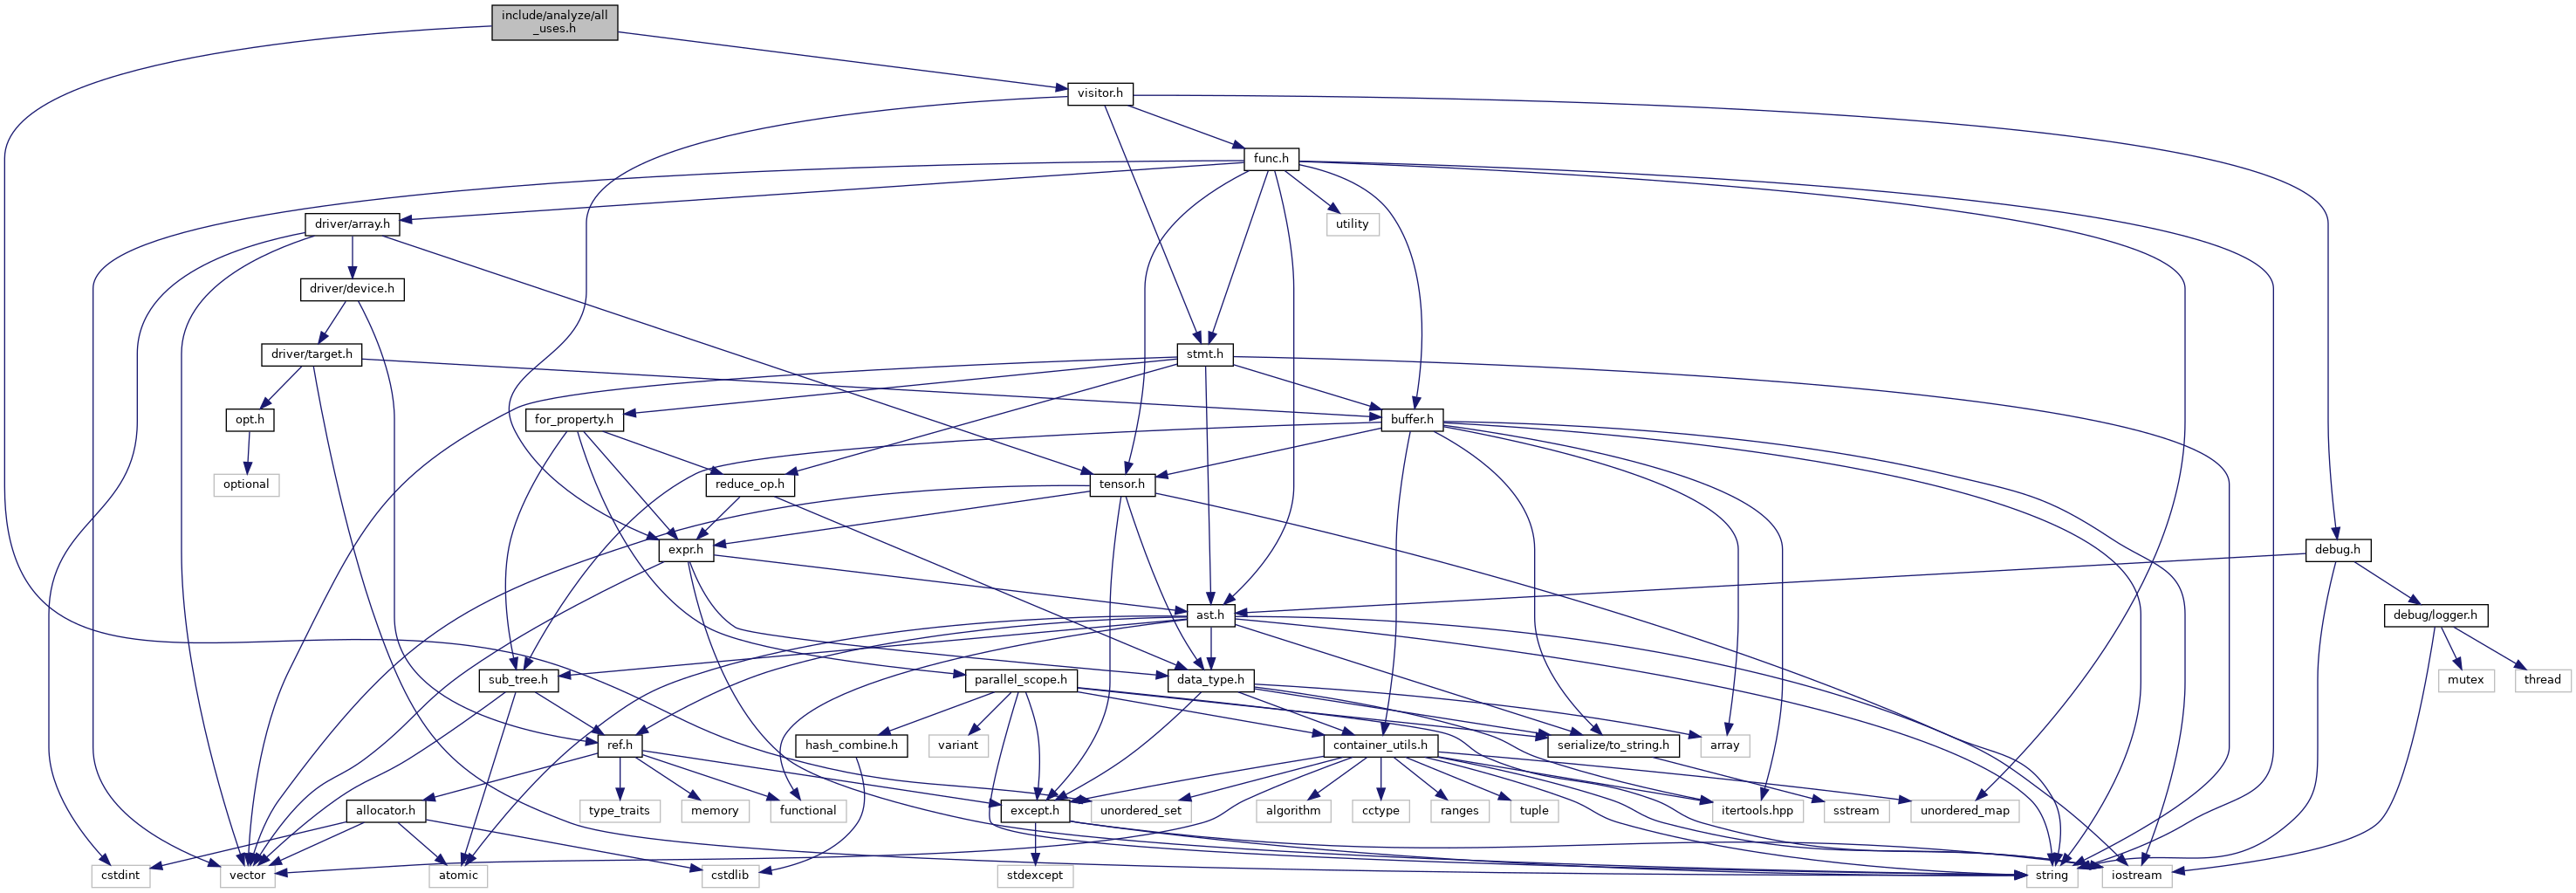 include/analyze/all
_uses.h
visitor.h
func.h
driver/array.h
utility
driver/device.h
driver/target.h
stmt.h
opt.h
for_property.h
buffer.h
optional
reduce_op.h
tensor.h
expr.h
debug.h
ast.h
debug/logger.h
sub_tree.h
parallel_scope.h
data_type.h
mutex
thread
ref.h
hash_combine.h
variant
container_utils.h
serialize/to_string.h
array
allocator.h
type_traits
memory
functional
except.h
unordered_set
algorithm
cctype
ranges
tuple
itertools.hpp
sstream
unordered_map
cstdint
vector
atomic
cstdlib
stdexcept
string
iostream